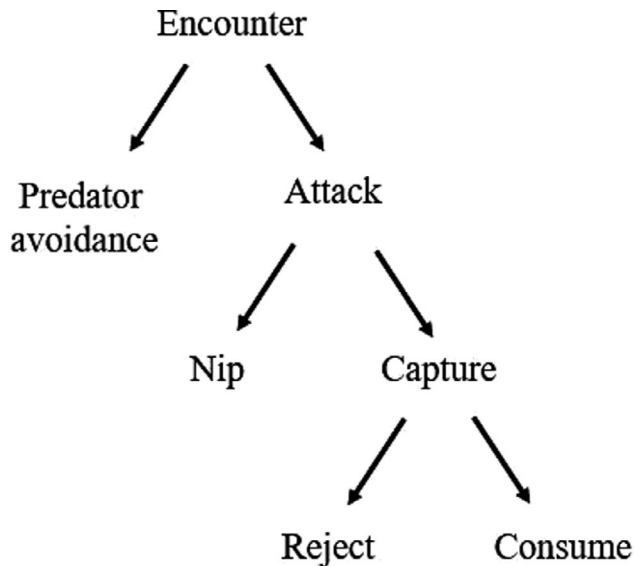 Encounter
Predator
avoidance
Attack
Nip
Capture
Reject
Consume